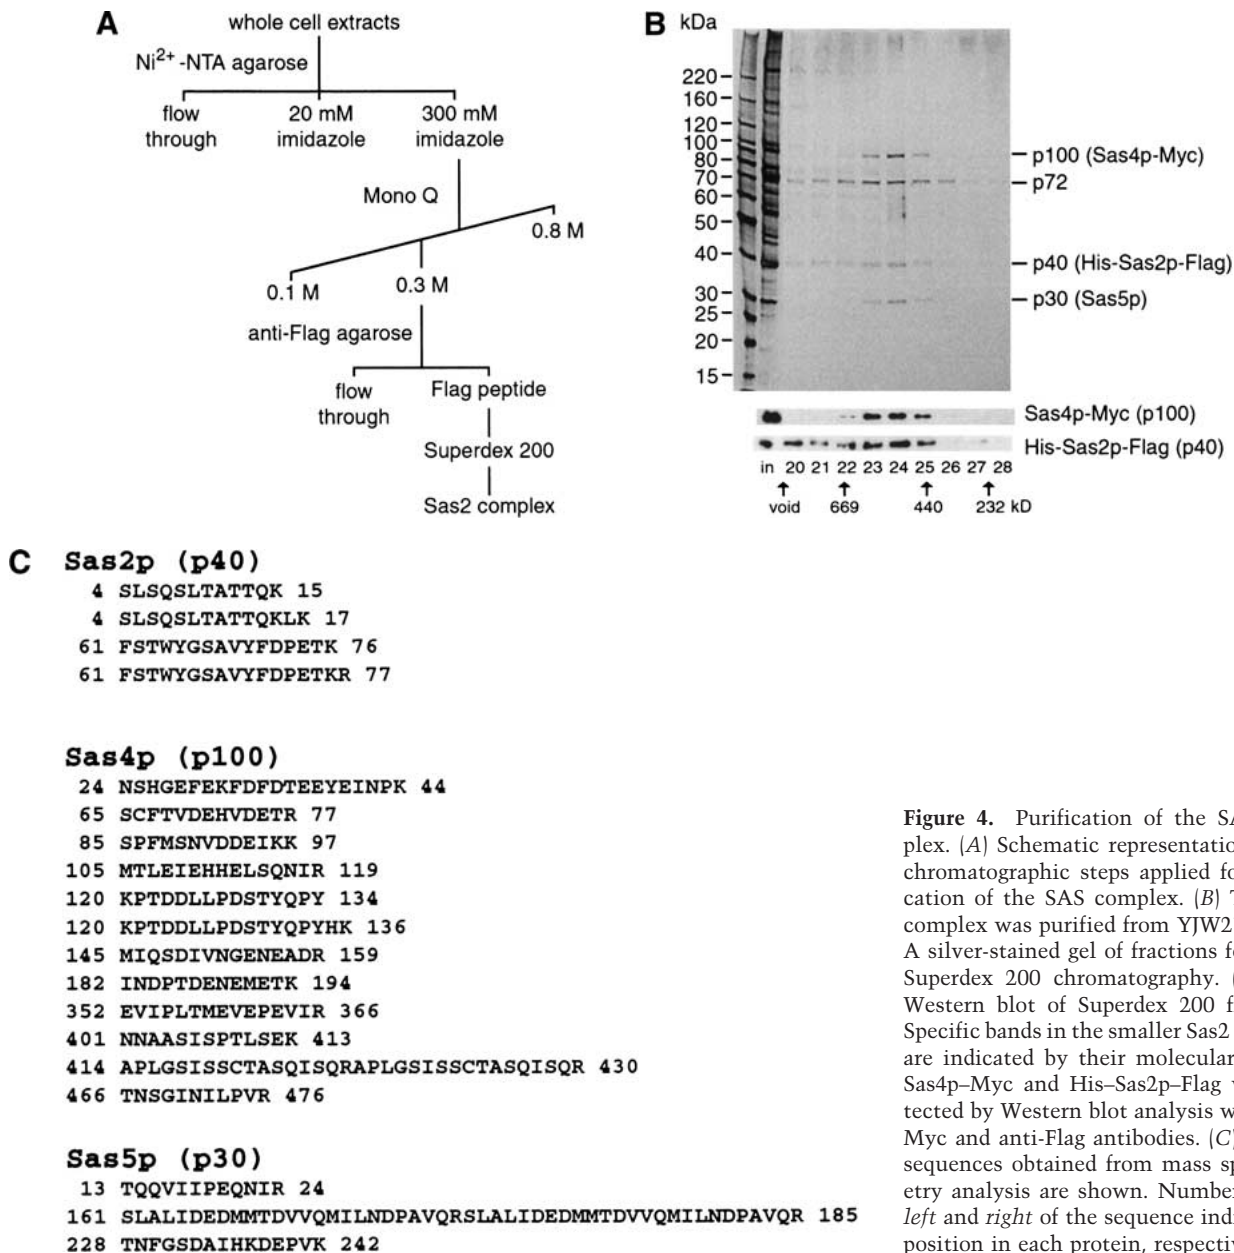 A
whole cell extracts
Ni2+ -NTA agarose
flow through
20 mM imidazole
300 mM imidazole
Mono Q
0.1 M
0.3 M
0.8 M
anti-Flag agarose
flow through
Flag peptide
Superdex 200
Sas2 complex
B
kDa
220
160
120
100
80
70
60
50
40
30
25
20
15
p100 (Sas4p-Myc)
p72
p40 (His-Sas2p-Flag)
p30 (Sas5p)
Sas4p-Myc (p100)
His-Sas2p-Flag (p40)
in 20 21 22 23 24 25 26 27 28
void 669 440 232 kD
C
Sas2p (p40)
4 SLSQSLTATTQK 15
4 SLSQSLTATTQKLK 17
61 FSTWYGSAVYFDPETK 76
61 FSTWYGSAVYFDPETKR 77
Sas4p (p100)
24 NSHGEFEKFDFDTEEYEINPK 44
65 SCFTVDEHVDETR 77
85 SPFMSNVDDEIKK 97
105 MTLEIEHHELSQNIR 119
120 KPTDDLLPDSTYQPY 134
120 KPTDDLLPDSTYQPYHK 136
145 MIQSDIVNGENEADR 159
182 INDPTDENEMETK 194
352 EVIPLTMEVEPEVIR 366
401 NNAASISPTLSEK 413
414 APLGSISSCTASQISQRAPLGSISSCTASQISQR 430
466 TNSGINILPVR 476
Sas5p (p30)
13 TQQVIIPEQNIR 24
161 SLALIDEDMMTDVVQMILNDPAVQRSLALIDEDMMTDVVQMILNDPAVQR 185
228 TNFGSDAIHKDEPVK 242
Figure 4. Purification of the SA
plex. (A) Schematic representatio
chromatographic steps applied fo
cation of the SAS complex. (B) T
complex was purified from YJW2
A silver-stained gel of fractions fo
Superdex 200 chromatography. (
Western blot of Superdex 200 f
Specific bands in the smaller Sas2
are indicated by their molecular
Sas4p–Myc and His–Sas2p–Flag v
tected by Western blot analysis w
Myc and anti-Flag antibodies. (C)
sequences obtained from mass sp
etry analysis are shown. Number
left and right of the sequence indi
position in each protein, respectiv